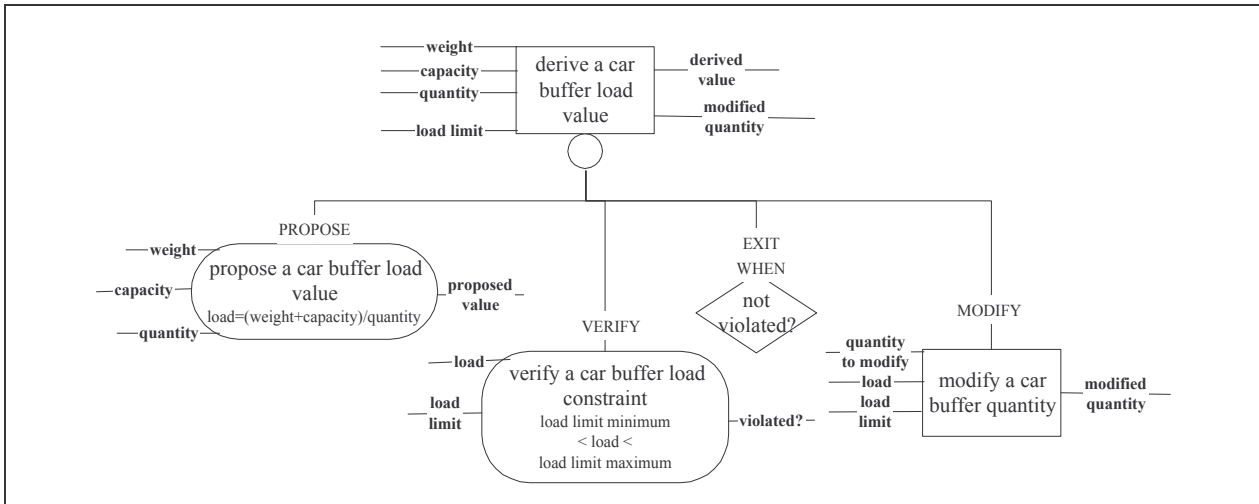 weight
capacity
quantity
load limit
derive a car
buffer load
value
derived
value
modified
quantity
PROPOSE
weight
capacity
quantity
propose a car buffer load
value
load=(weight+capacity)/quantity
proposed
value
VERIFY
load
load
limit
verify a car buffer load
constraint
load limit minimum
< load <
load limit maximum
violated?
EXIT
WHEN
not
violated?
MODIFY
quantity
to modify
load
load
limit
modify a car
buffer quantity
modified
quantity